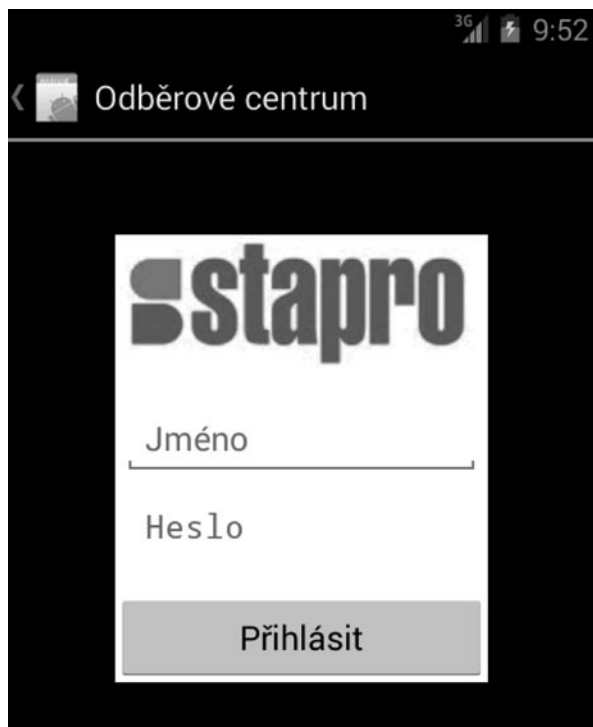 3G 9:52
Odběrové centrum
stapro
Jméno
Heslo
Přihlásit